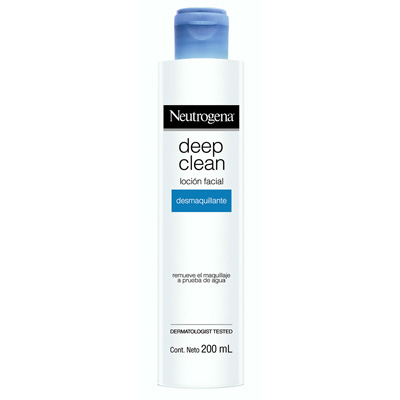 Neutrogena®
deep
clean
loción facial
desmaquillante
remueve el maquillaje
a prueba de agua
DERMATOLOGIST TESTED
Cont. Neto 200 mL